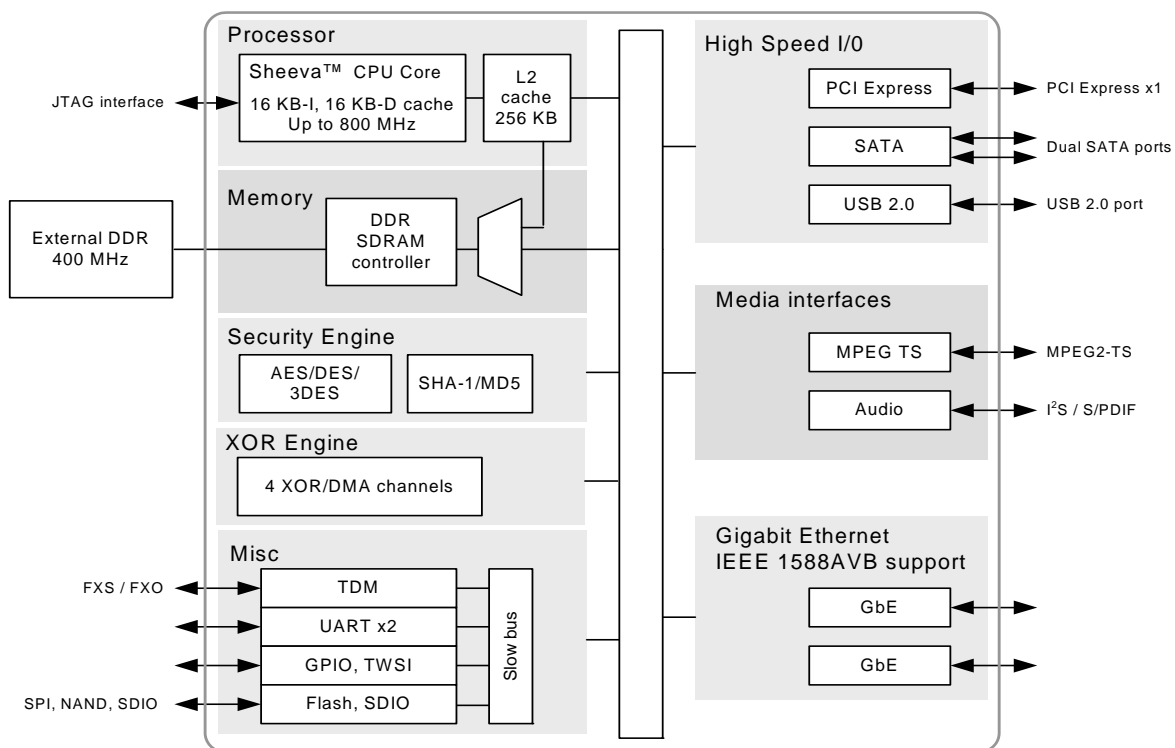 Processor
Sheeva™ CPU Core
16 KB-I, 16 KB-D cache
Up to 800 MHz
L2
cache
256 KB
JTAG interface
Memory
DDR
SDRAM
controller
External DDR
400 MHz
Security Engine
AES/DES/
3DES
SHA-1/MD5
XOR Engine
4 XOR/DMA channels
Misc
FXS / FXO
TDM
UART x2
GPIO, TWSI
SPI, NAND, SDIO
Flash, SDIO
Slow bus
High Speed I/0
PCI Express
PCI Express x1
SATA
Dual SATA ports
USB 2.0
USB 2.0 port
Media interfaces
MPEG TS
MPEG2-TS
Audio
I²S / S/PDIF
Gigabit Ethernet
IEEE 1588AVB support
GbE
GbE